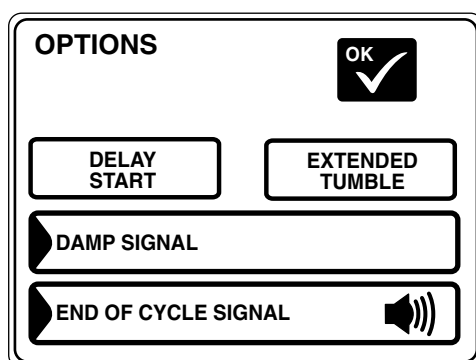 OPTIONS
OK
DELAY
START
EXTENDED
TUMBLE
DAMP SIGNAL
END OF CYCLE SIGNAL